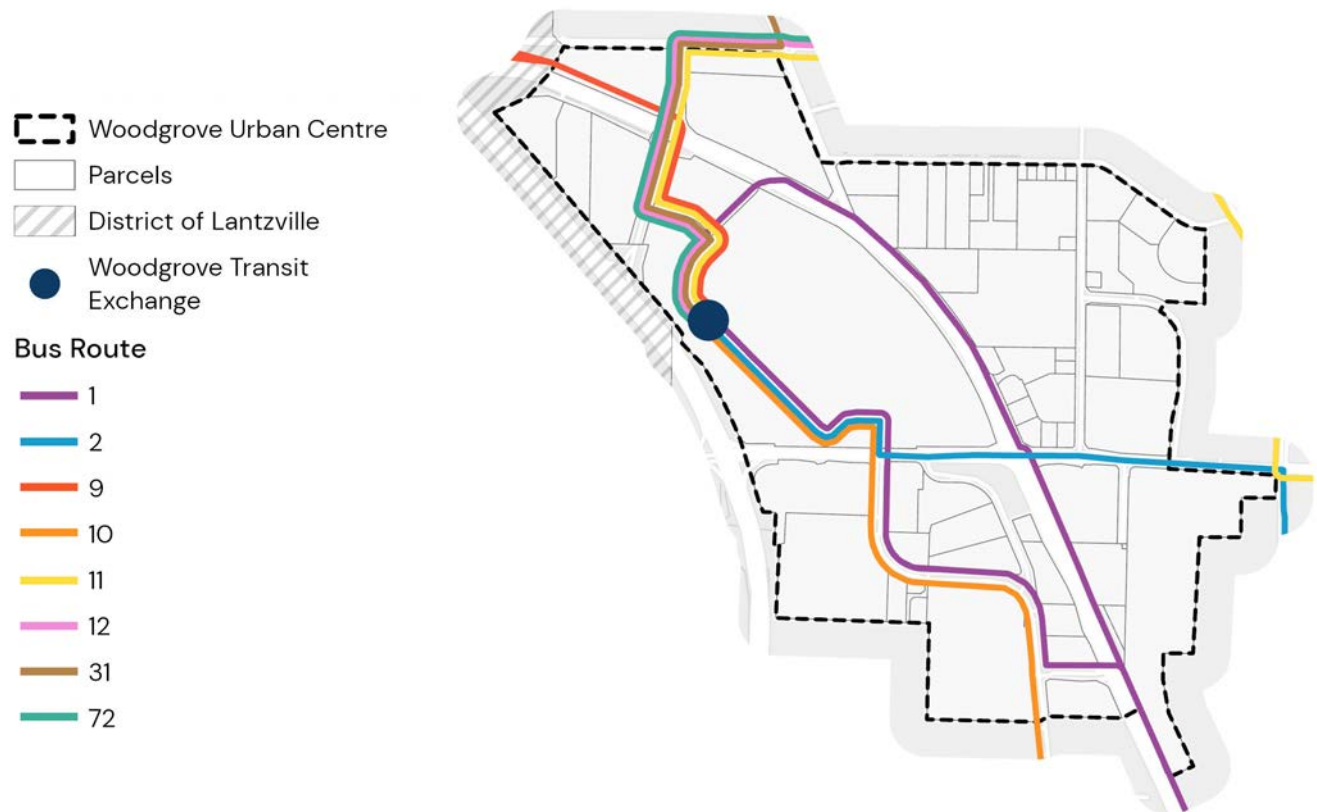 Woodgrove Urban Centre
Parcels
District of Lantzville
Woodgrove Transit
Exchange
Bus Route
1
2
9
10
11
12
31
72